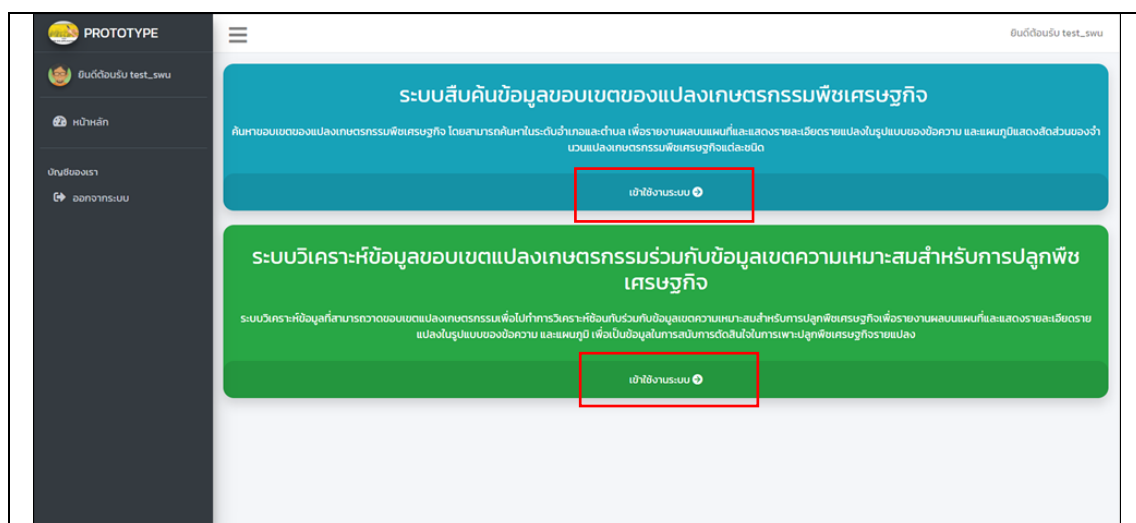 PROTOTYPE
ยินดีต้อนรับ test_swu
ยินดีต้อนรับ test_swu
หน้าหลัก
บัญชีของเรา
ออกจากระบบ
ระบบสืบค้นข้อมูลขอบเขตของแปลงเกษตรกรรมพืชเศรษฐกิจ
ค้นหาขอบเขตของแปลงเกษตรกรรมพืชเศรษฐกิจ โดยสามารถค้นหาในระดับอำเภอและตำบล เพื่อรายงานผลบนแผนที่และแสดงรายละเอียดรายแปลงในรูปแบบของข้อความ และแผนภูมิแสดงสัดส่วนของจำ
นวนแปลงเกษตรกรรมพืชเศรษฐกิจแต่ละชนิด
เข้าใช้งานระบบ
ระบบวิเคราะห์ข้อมูลขอบเขตแปลงเกษตรกรรมร่วมกับข้อมูลเขตความเหมาะสมสำหรับการปลูกพืช
เศรษฐกิจ
ระบบวิเคราะห์ข้อมูลที่สามารถวาดขอบเขตแปลงเกษตรกรรมเพื่อไปทำการวิเคราะห์ซ้อนทับร่วมกับข้อมูลเขตความเหมาะสมสำหรับการปลูกพืชเศรษฐกิจเพื่อรายงานผลบนแผนที่และแสดงรายละเอียดราย
แปลงในรูปแบบของข้อความ และแผนภูมิ เพื่อเป็นข้อมูลในการสนับการตัดสินใจในการเพาะปลูกพืชเศรษฐกิจรายแปลง
เข้าใช้งานระบบ